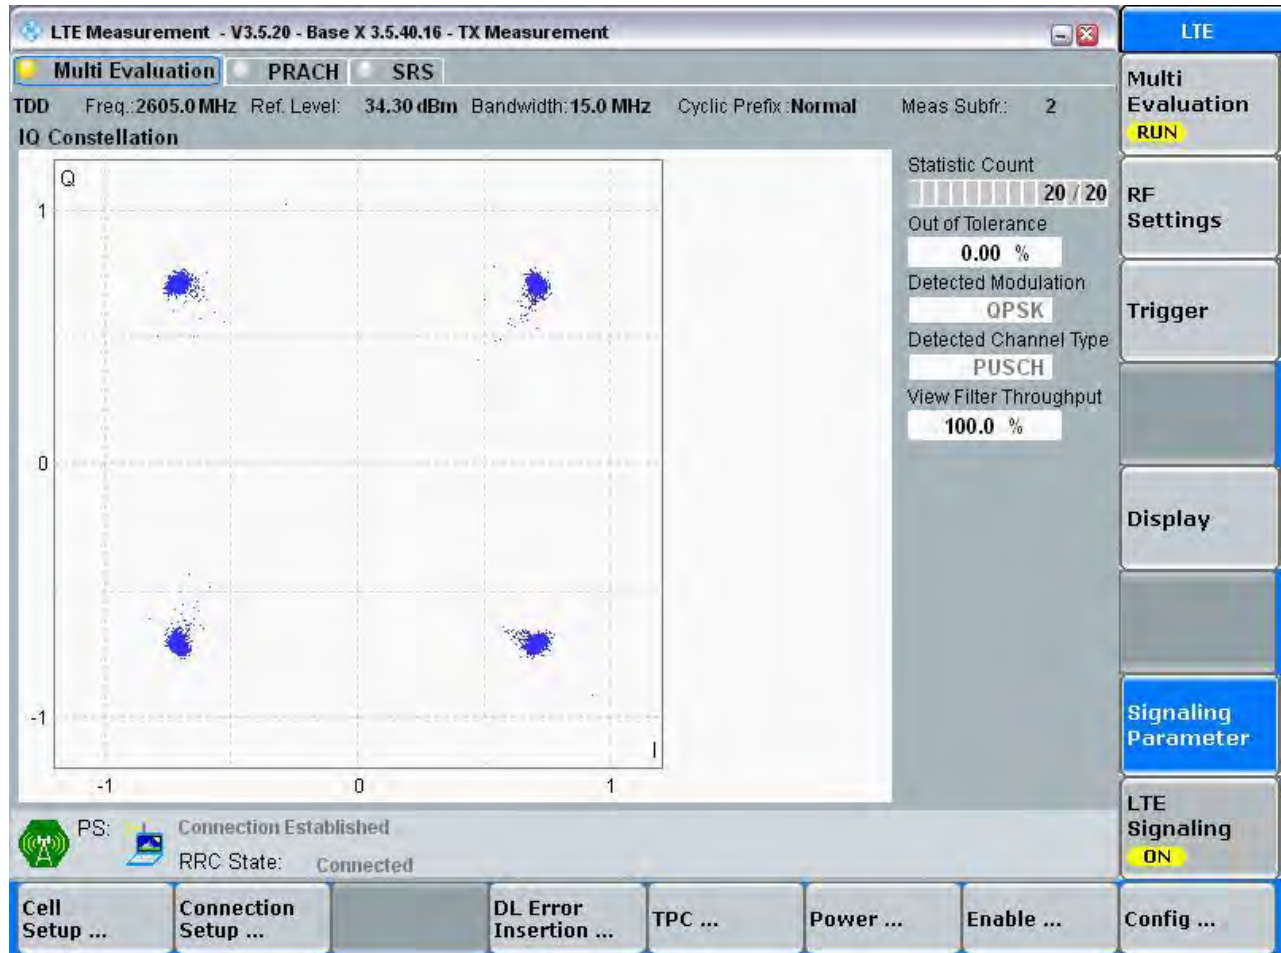 LTE Measurement - V3.5.20 - Base X 3.5.40.16 - TX Measurement
LTE
Multi Evaluation PRACH SRS
TDD Freq.:2605.0 MHz Ref. Level: 34.30 dBm Bandwidth:15.0 MHz Cyclic Prefix :Normal Meas Subfr.: 2
IQ Constellation
Q
1
0
-1
-1 0 1
I
Statistic Count
20 / 20
Out of Tolerance
0.00 %
Detected Modulation
QPSK
Detected Channel Type
PUSCH
View Filter Throughput
100.0 %
Multi
Evaluation
RUN
RF
Settings
Trigger
Display
Signaling
Parameter
LTE
Signaling
ON
PS: Connection Established
RRC State: Connected
Cell
Setup ...
Connection
Setup ...
DL Error
Insertion ...
TPC ...
Power ...
Enable ...
Config ...